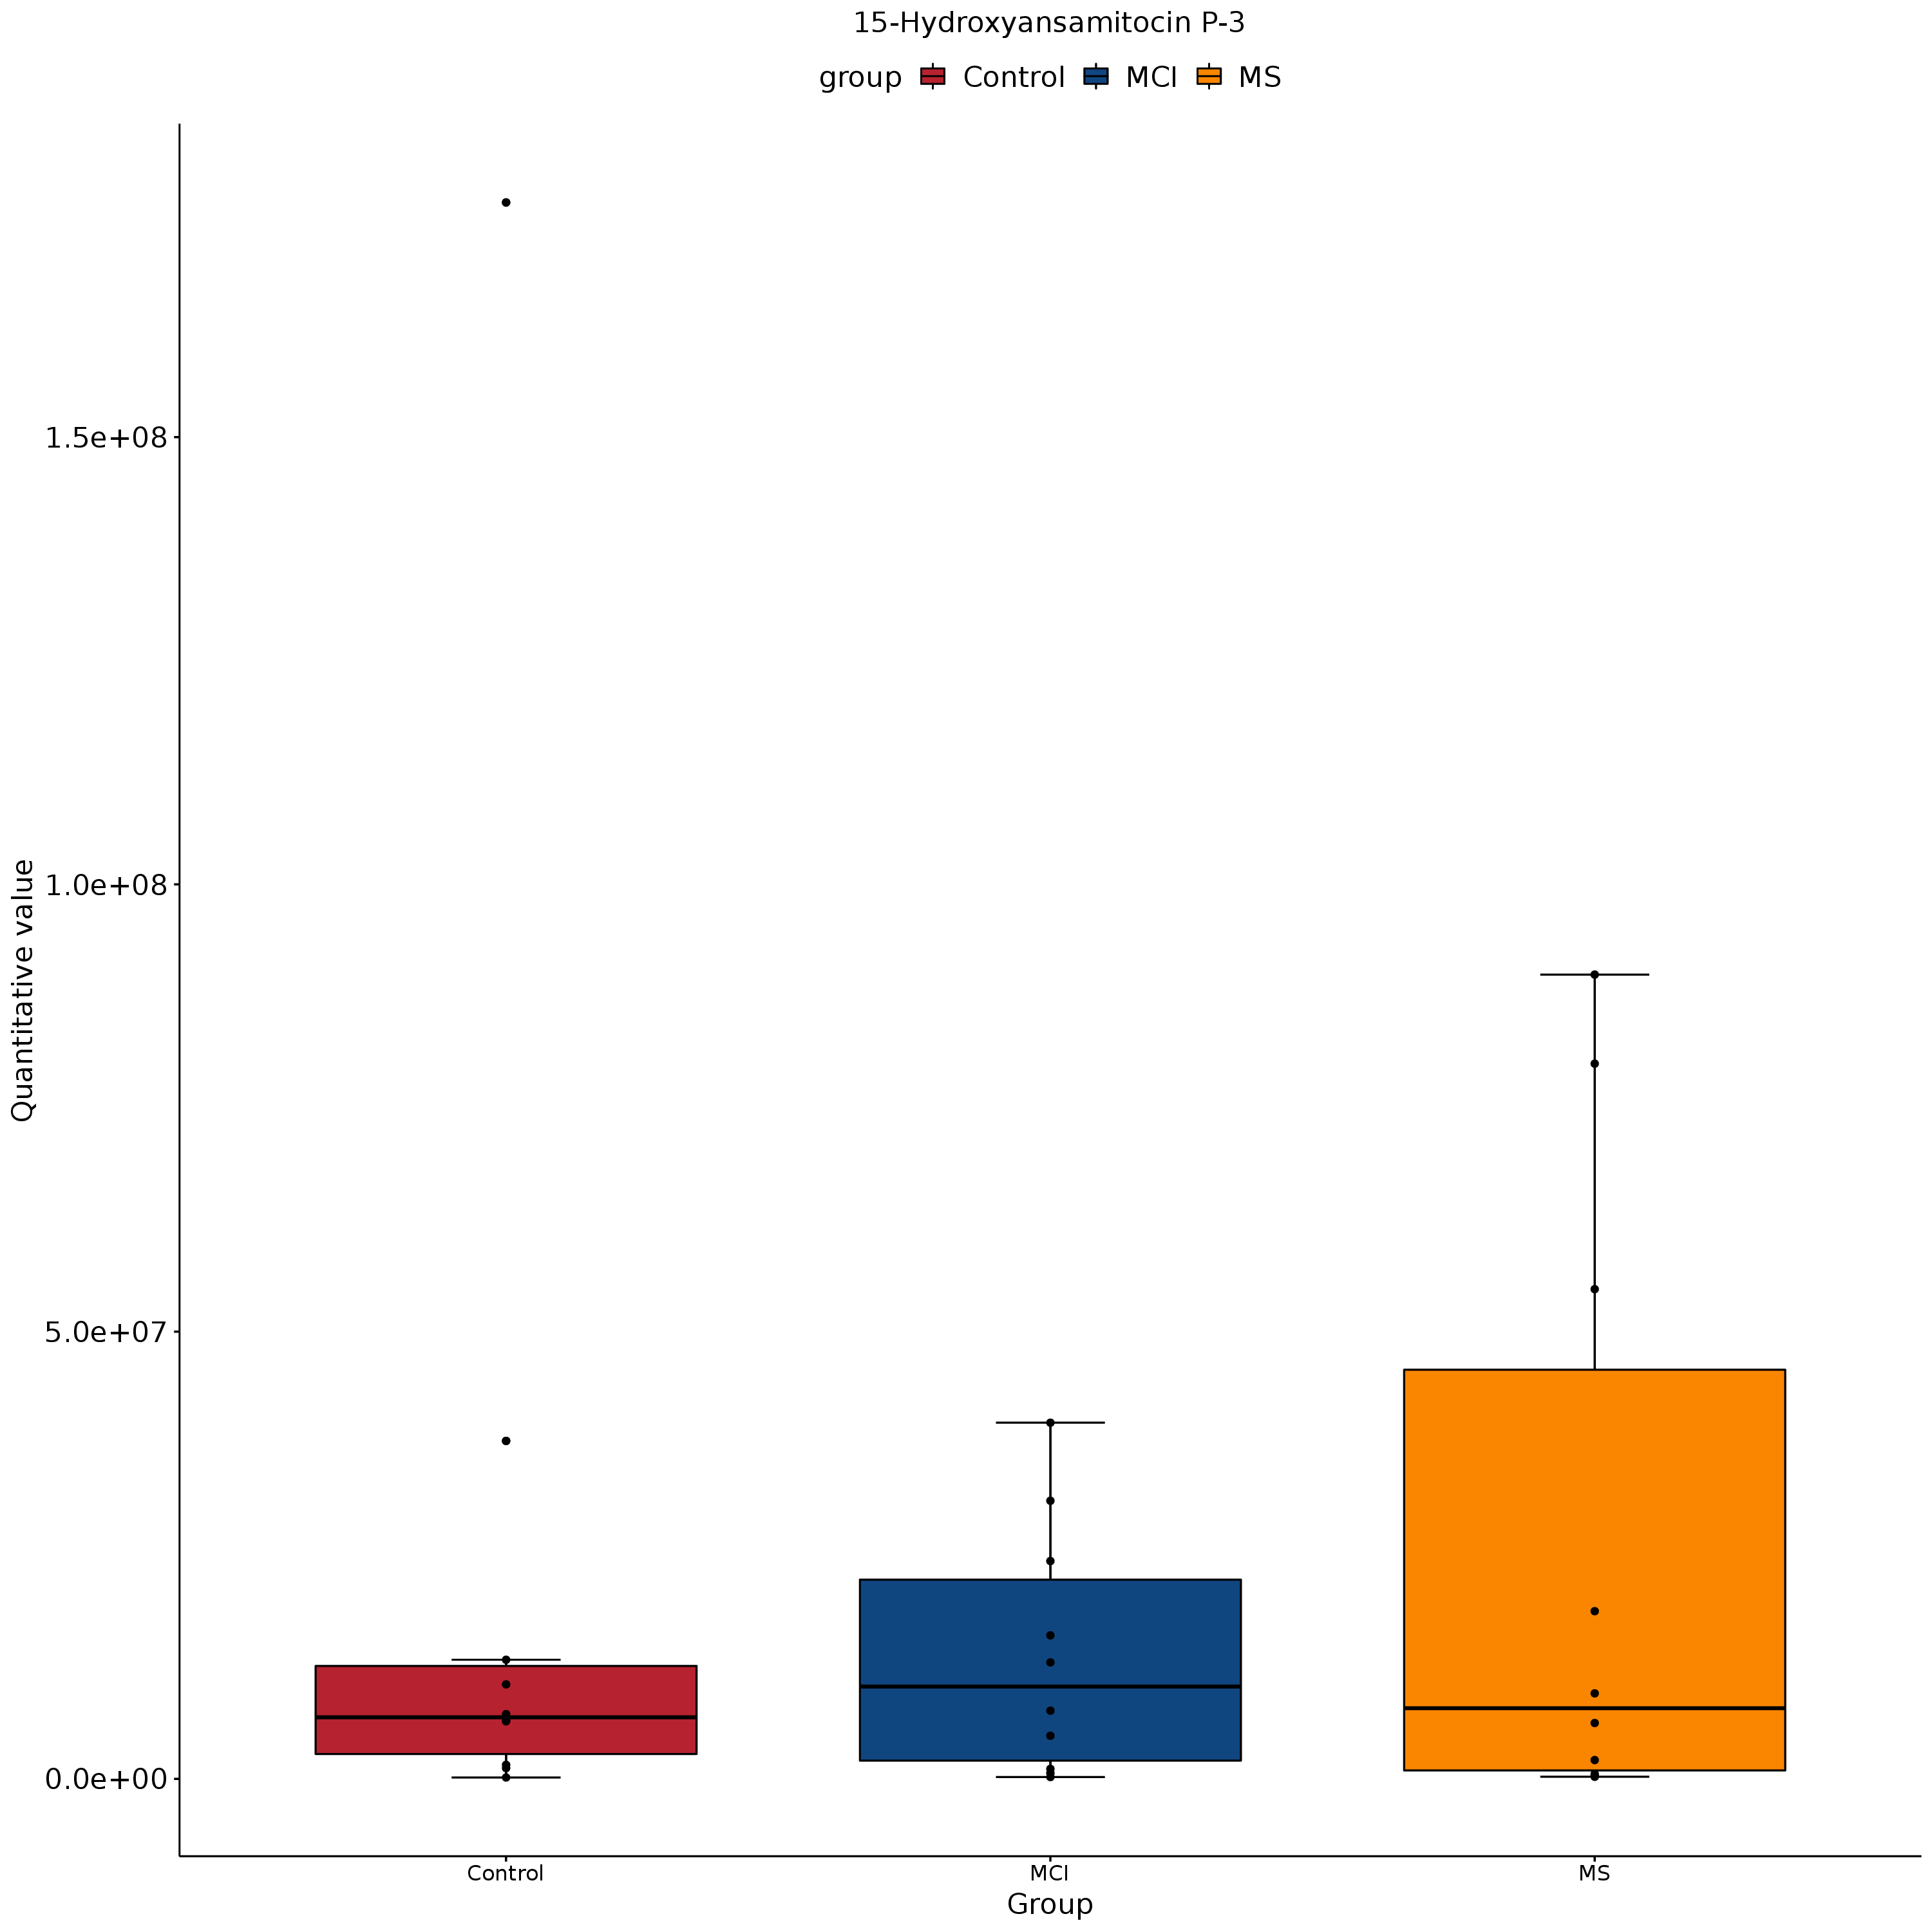 15-Hydroxyansamitocin P-3
group Control MCI MS
Quantitative value
1.5e+08
1.0e+08
5.0e+07
0.0e+00
Control MCI MS
Group